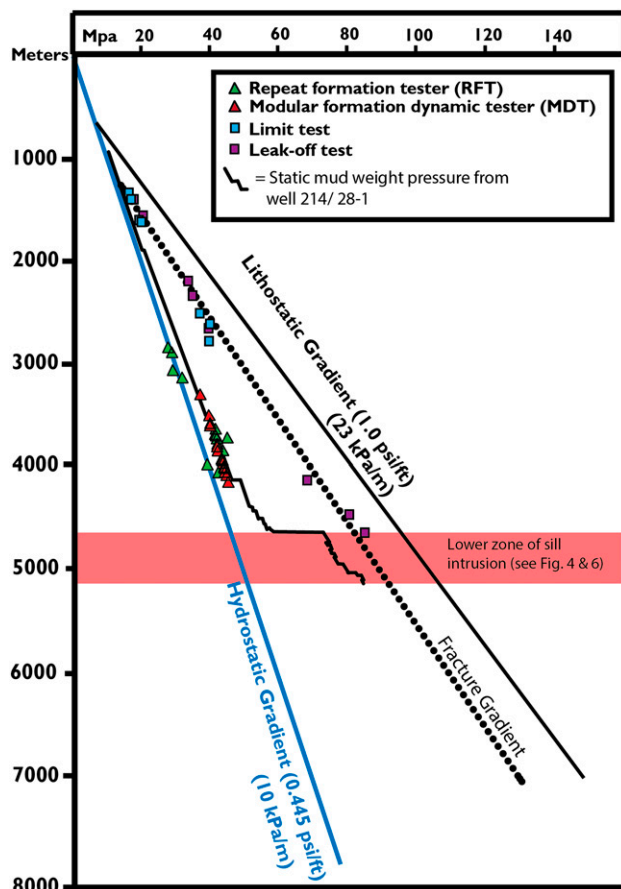 Mpa 20 40 60 80 100 120 140
Meters
Repeat formation tester (RFT)
Modular formation dynamic tester (MDT)
Limit test
Leak-off test
= Static mud weight pressure from
well 214/ 28-1
1000
2000
3000
4000
5000
6000
7000
8000
Lithostatic Gradient (1.0 psi/ft)
(23 kPa/m)
Lower zone of sill
intrusion (see Fig. 4 & 6)
Fracture Gradient
Hydrostatic Gradient (0.445 psi/ft)
(10 kPa/m)